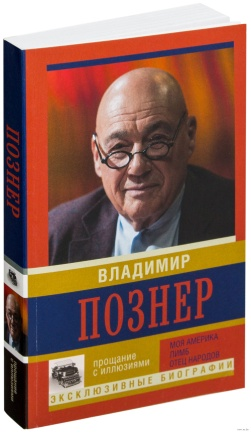 ПОЗНЕР
ВЛАДИМИР
ПОЗНЕР
прощание
с иллюзиями
МОЯ АМЕРИКА
ЛИМБ
ОТЕЦ НАРОДОВ
ЭКСКЛЮЗИВНЫЕ БИОГРАФИИ